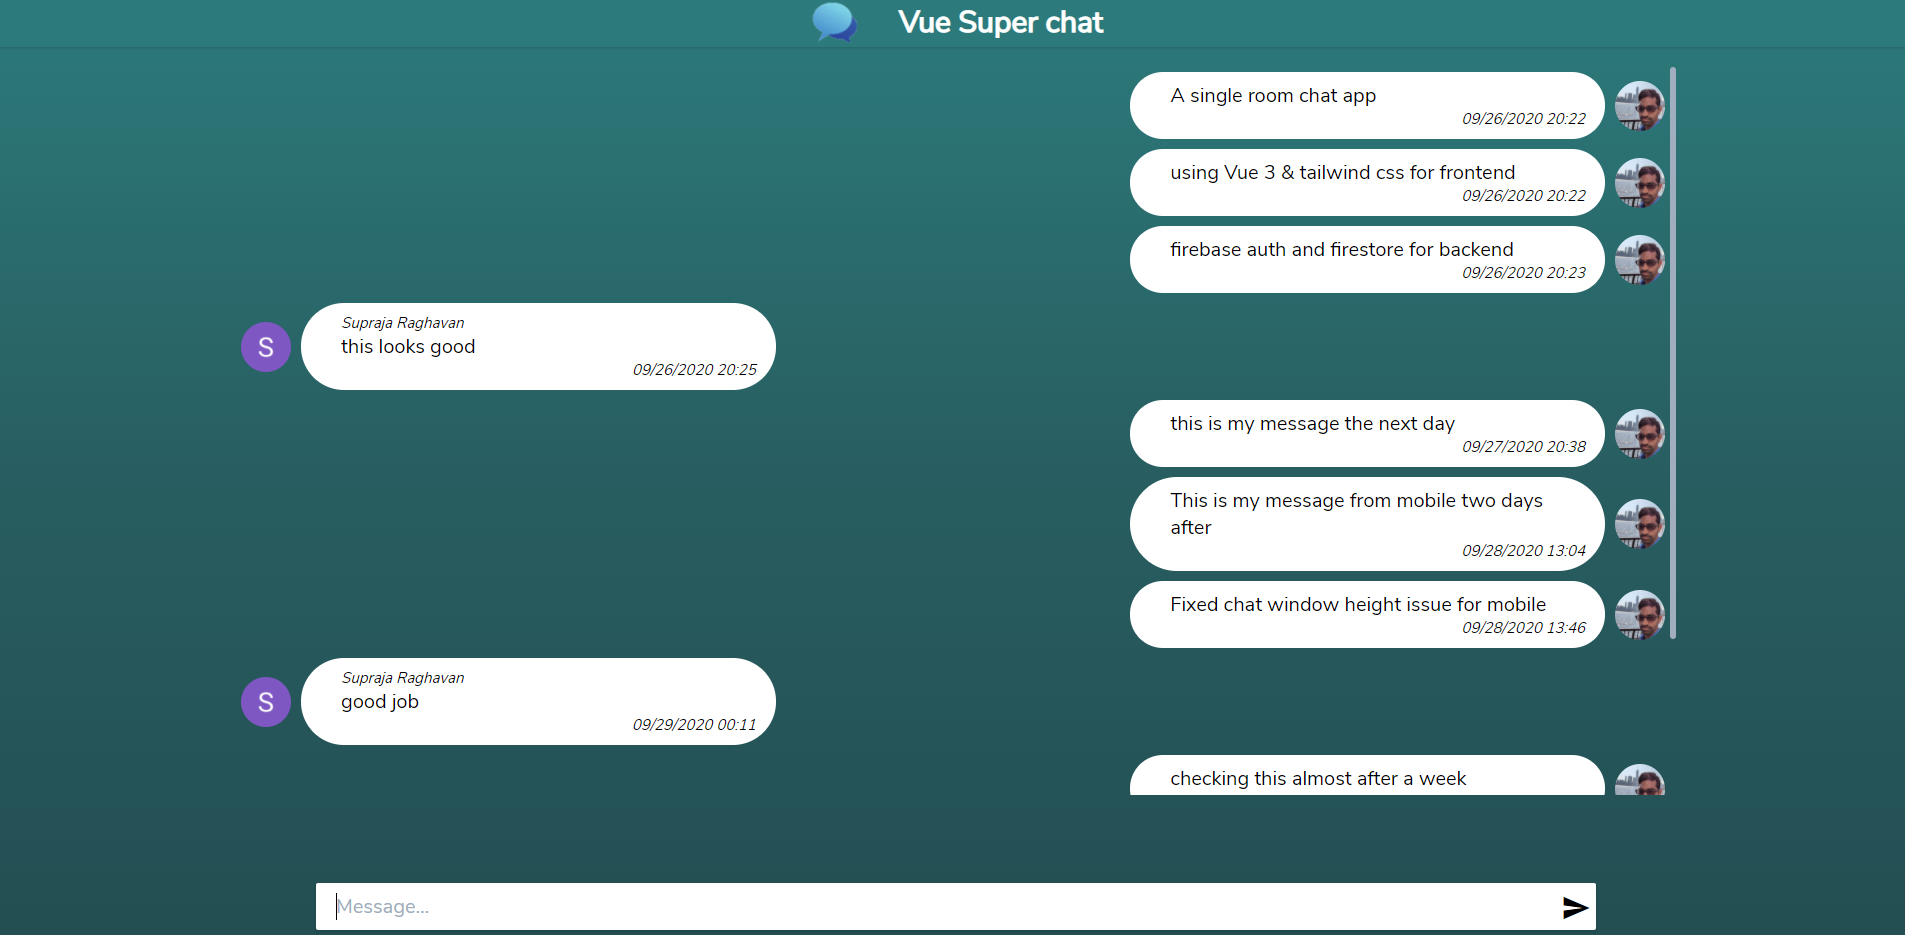 Vue Super chat
A single room chat app
09/26/2020 20:22
using Vue 3 & tailwind css for frontend
09/26/2020 20:22
firebase auth and firestore for backend
09/26/2020 20:23
S
Supraja Raghavan
this looks good
09/26/2020 20:25
this is my message the next day
09/27/2020 20:38
This is my message from mobile two days
after
09/28/2020 13:04
Fixed chat window height issue for mobile
09/28/2020 13:46
S
Supraja Raghavan
good job
09/29/2020 00:11
checking this almost after a week
Message...